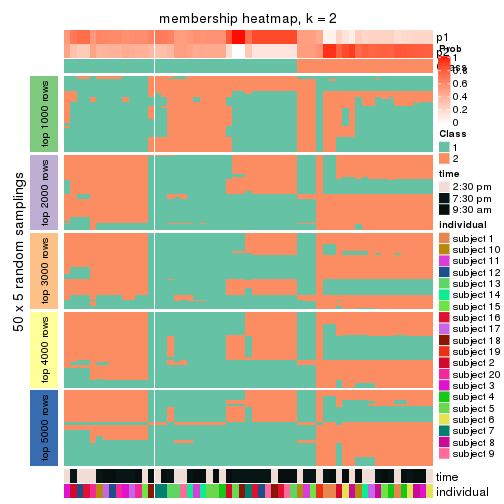 membership heatmap, k = 2
50 x 5 random samplings
top 1000 rows
top 2000 rows
top 3000 rows
top 4000 rows
top 5000 rows
p1
p2
Class
time
individual
Prob
1
0.8
0.6
0.4
0.2
0
Class
1
2
time
2:30 pm
7:30 pm
9:30 am
individual
subject 1
subject 10
subject 11
subject 12
subject 13
subject 14
subject 15
subject 16
subject 17
subject 18
subject 19
subject 2
subject 20
subject 3
subject 4
subject 5
subject 6
subject 7
subject 8
subject 9